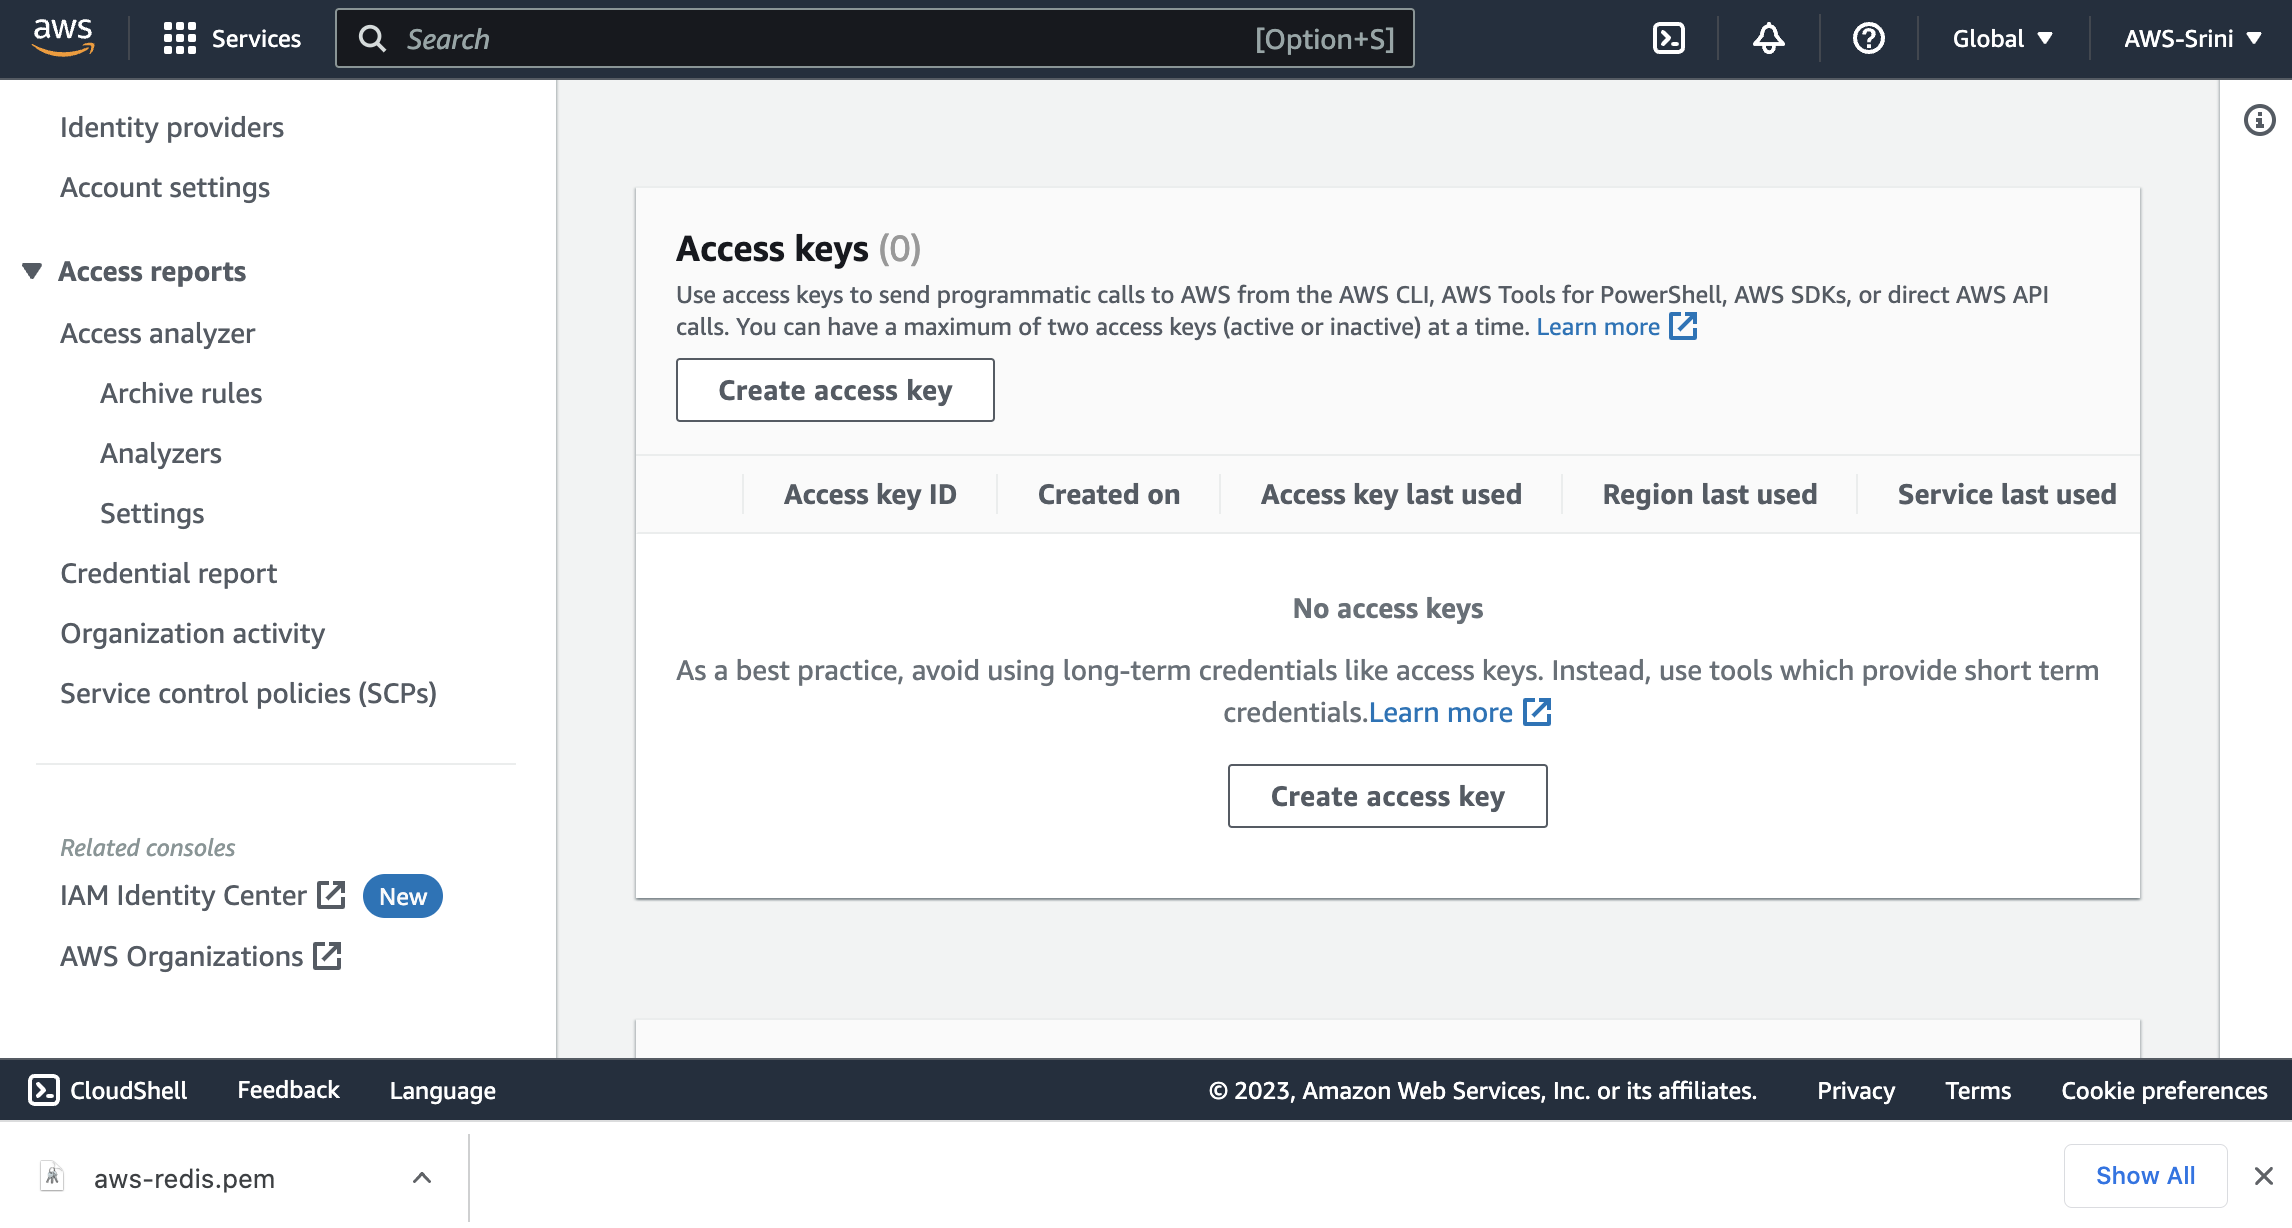 aws
Services
Search
[Option+S]
Global
AWS-Srini
Identity providers
Account settings
Access reports
Access analyzer
Archive rules
Analyzers
Settings
Credential report
Organization activity
Service control policies (SCPs)
Related consoles
IAM Identity Center
New
AWS Organizations
Access keys (0)
Use access keys to send programmatic calls to AWS from the AWS CLI, AWS Tools for PowerShell, AWS SDKs, or direct AWS API
calls. You can have a maximum of two access keys (active or inactive) at a time. Learn more
Create access key
Access key ID
Created on
Access key last used
Region last used
Service last used
No access keys
As a best practice, avoid using long-term credentials like access keys. Instead, use tools which provide short term
credentials.Learn more
Create access key
CloudShell
Feedback
Language
© 2023, Amazon Web Services, Inc. or its affiliates.
Privacy
Terms
Cookie preferences
aws-redis.pem
Show All